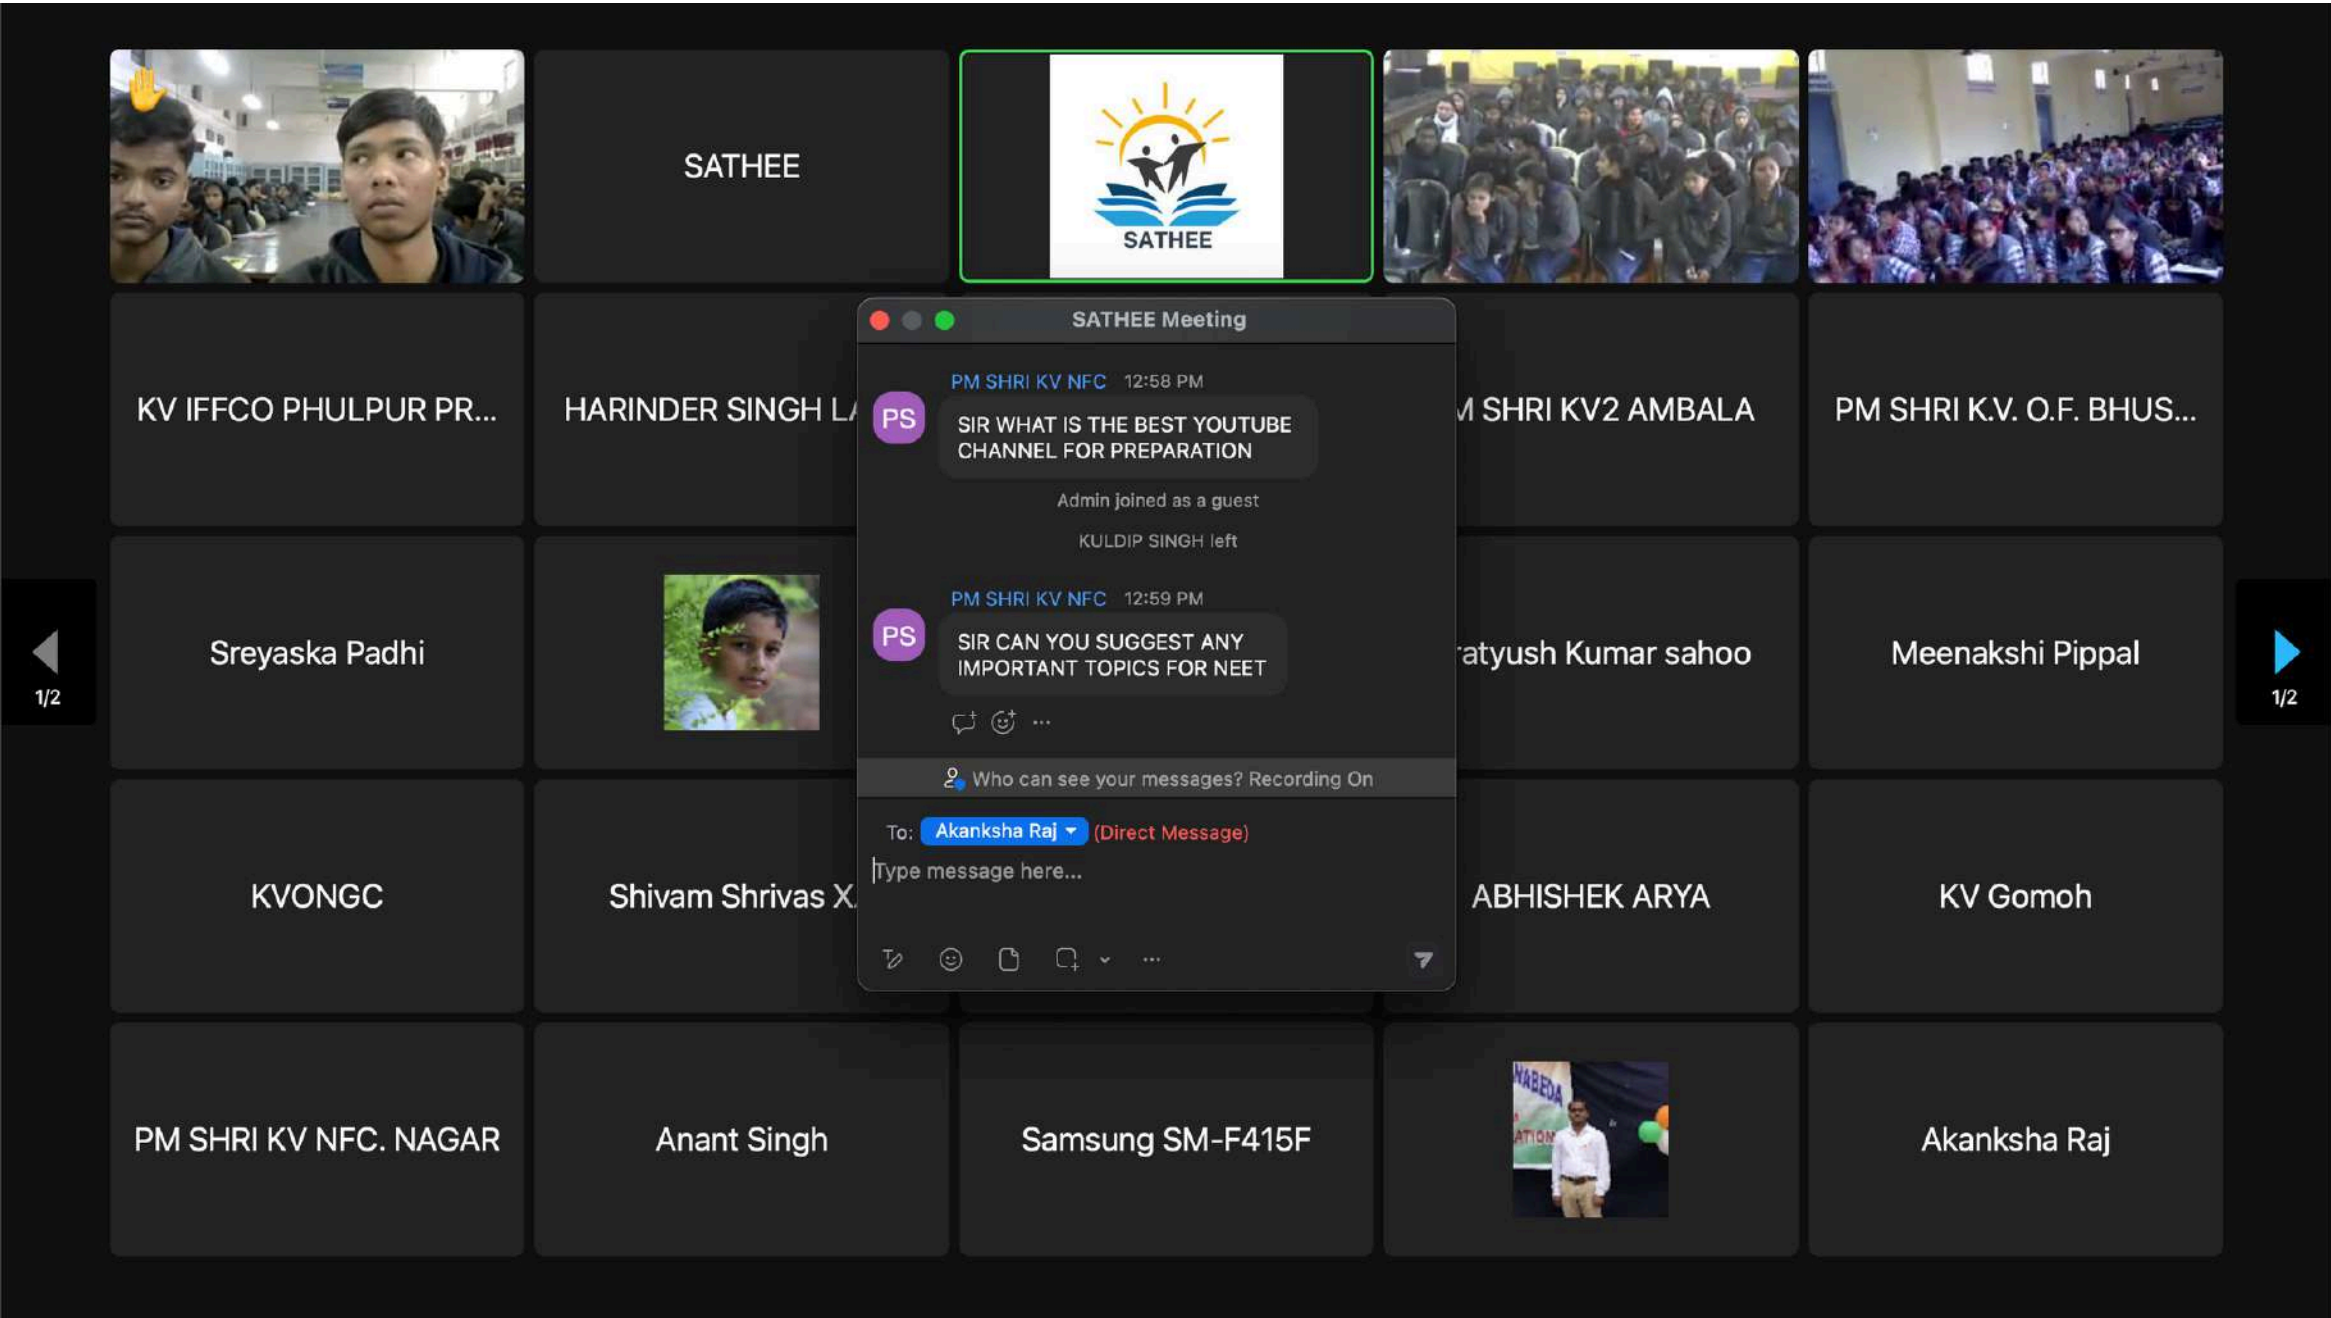 SATHEE
SATHEE
KV IFFCO PHULPUR PR...
HARINDER SINGH
SHRI KV2 AMBALA
PM SHRI K.V. O.F. BHUS...
Sreyaska Padhi
ratyush Kumar sahoo
Meenakshi Pippal
KVONGC
Shivam Shrivas X
ABHISHEK ARYA
KV Gomoh
PM SHRI KV NFC. NAGAR
Anant Singh
Samsung SM-F415F
NABEDA
ATION
Akanksha Raj
1/2
1/2
SATHEE Meeting
PM SHRI KV NFC 12:58 PM
PS
SIR WHAT IS THE BEST YOUTUBE
CHANNEL FOR PREPARATION
Admin joined as a guest
KULDIP SINGH left
PM SHRI KV NFC 12:59 PM
PS
SIR CAN YOU SUGGEST ANY
IMPORTANT TOPICS FOR NEET
Who can see your messages? Recording On
To: Akanksha Raj (Direct Message)
Type message here...